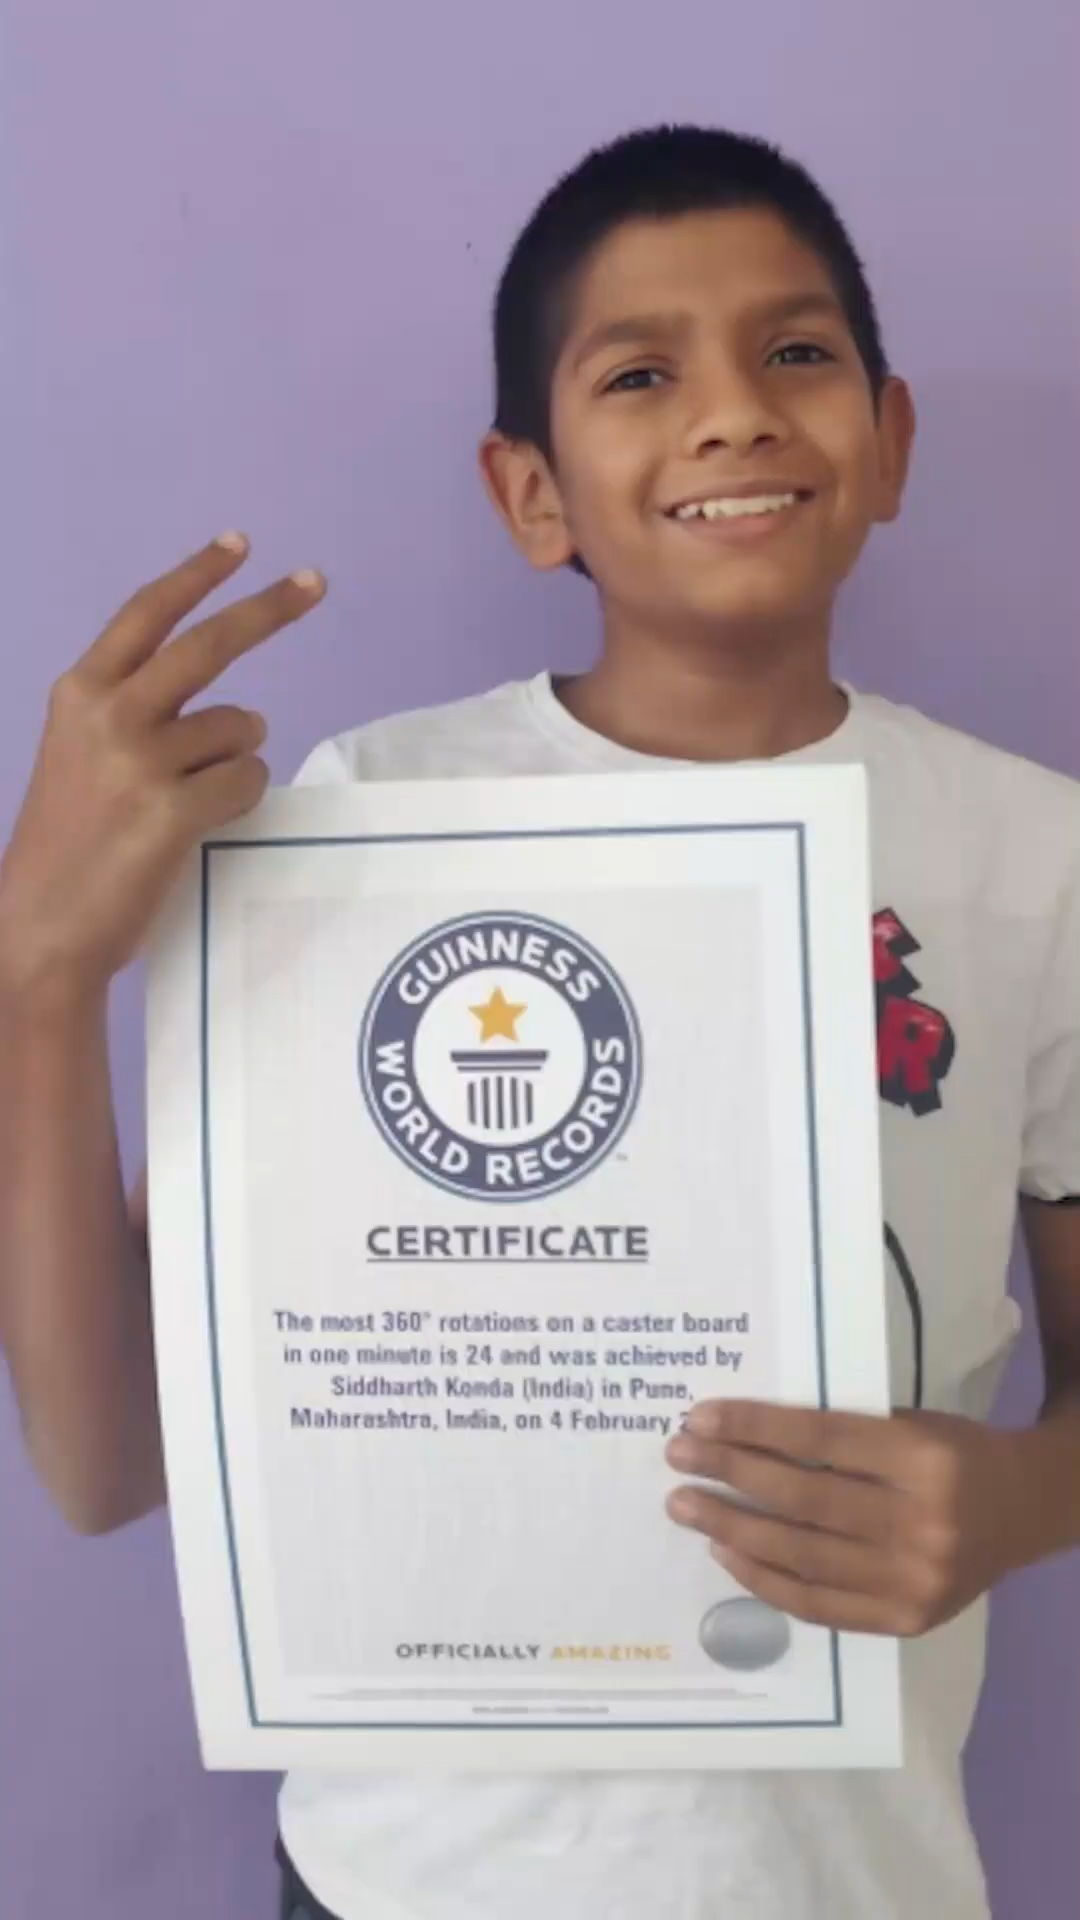 GUINNESS
WORLD RECORDS
CERTIFICATE
The most 360° rotations on a caster board
in one minute is 24 and was achieved by
Siddharth Konda (India) in Pune,
Maharashtra, India, on 4 February
OFFICIALLY AMAZING
R